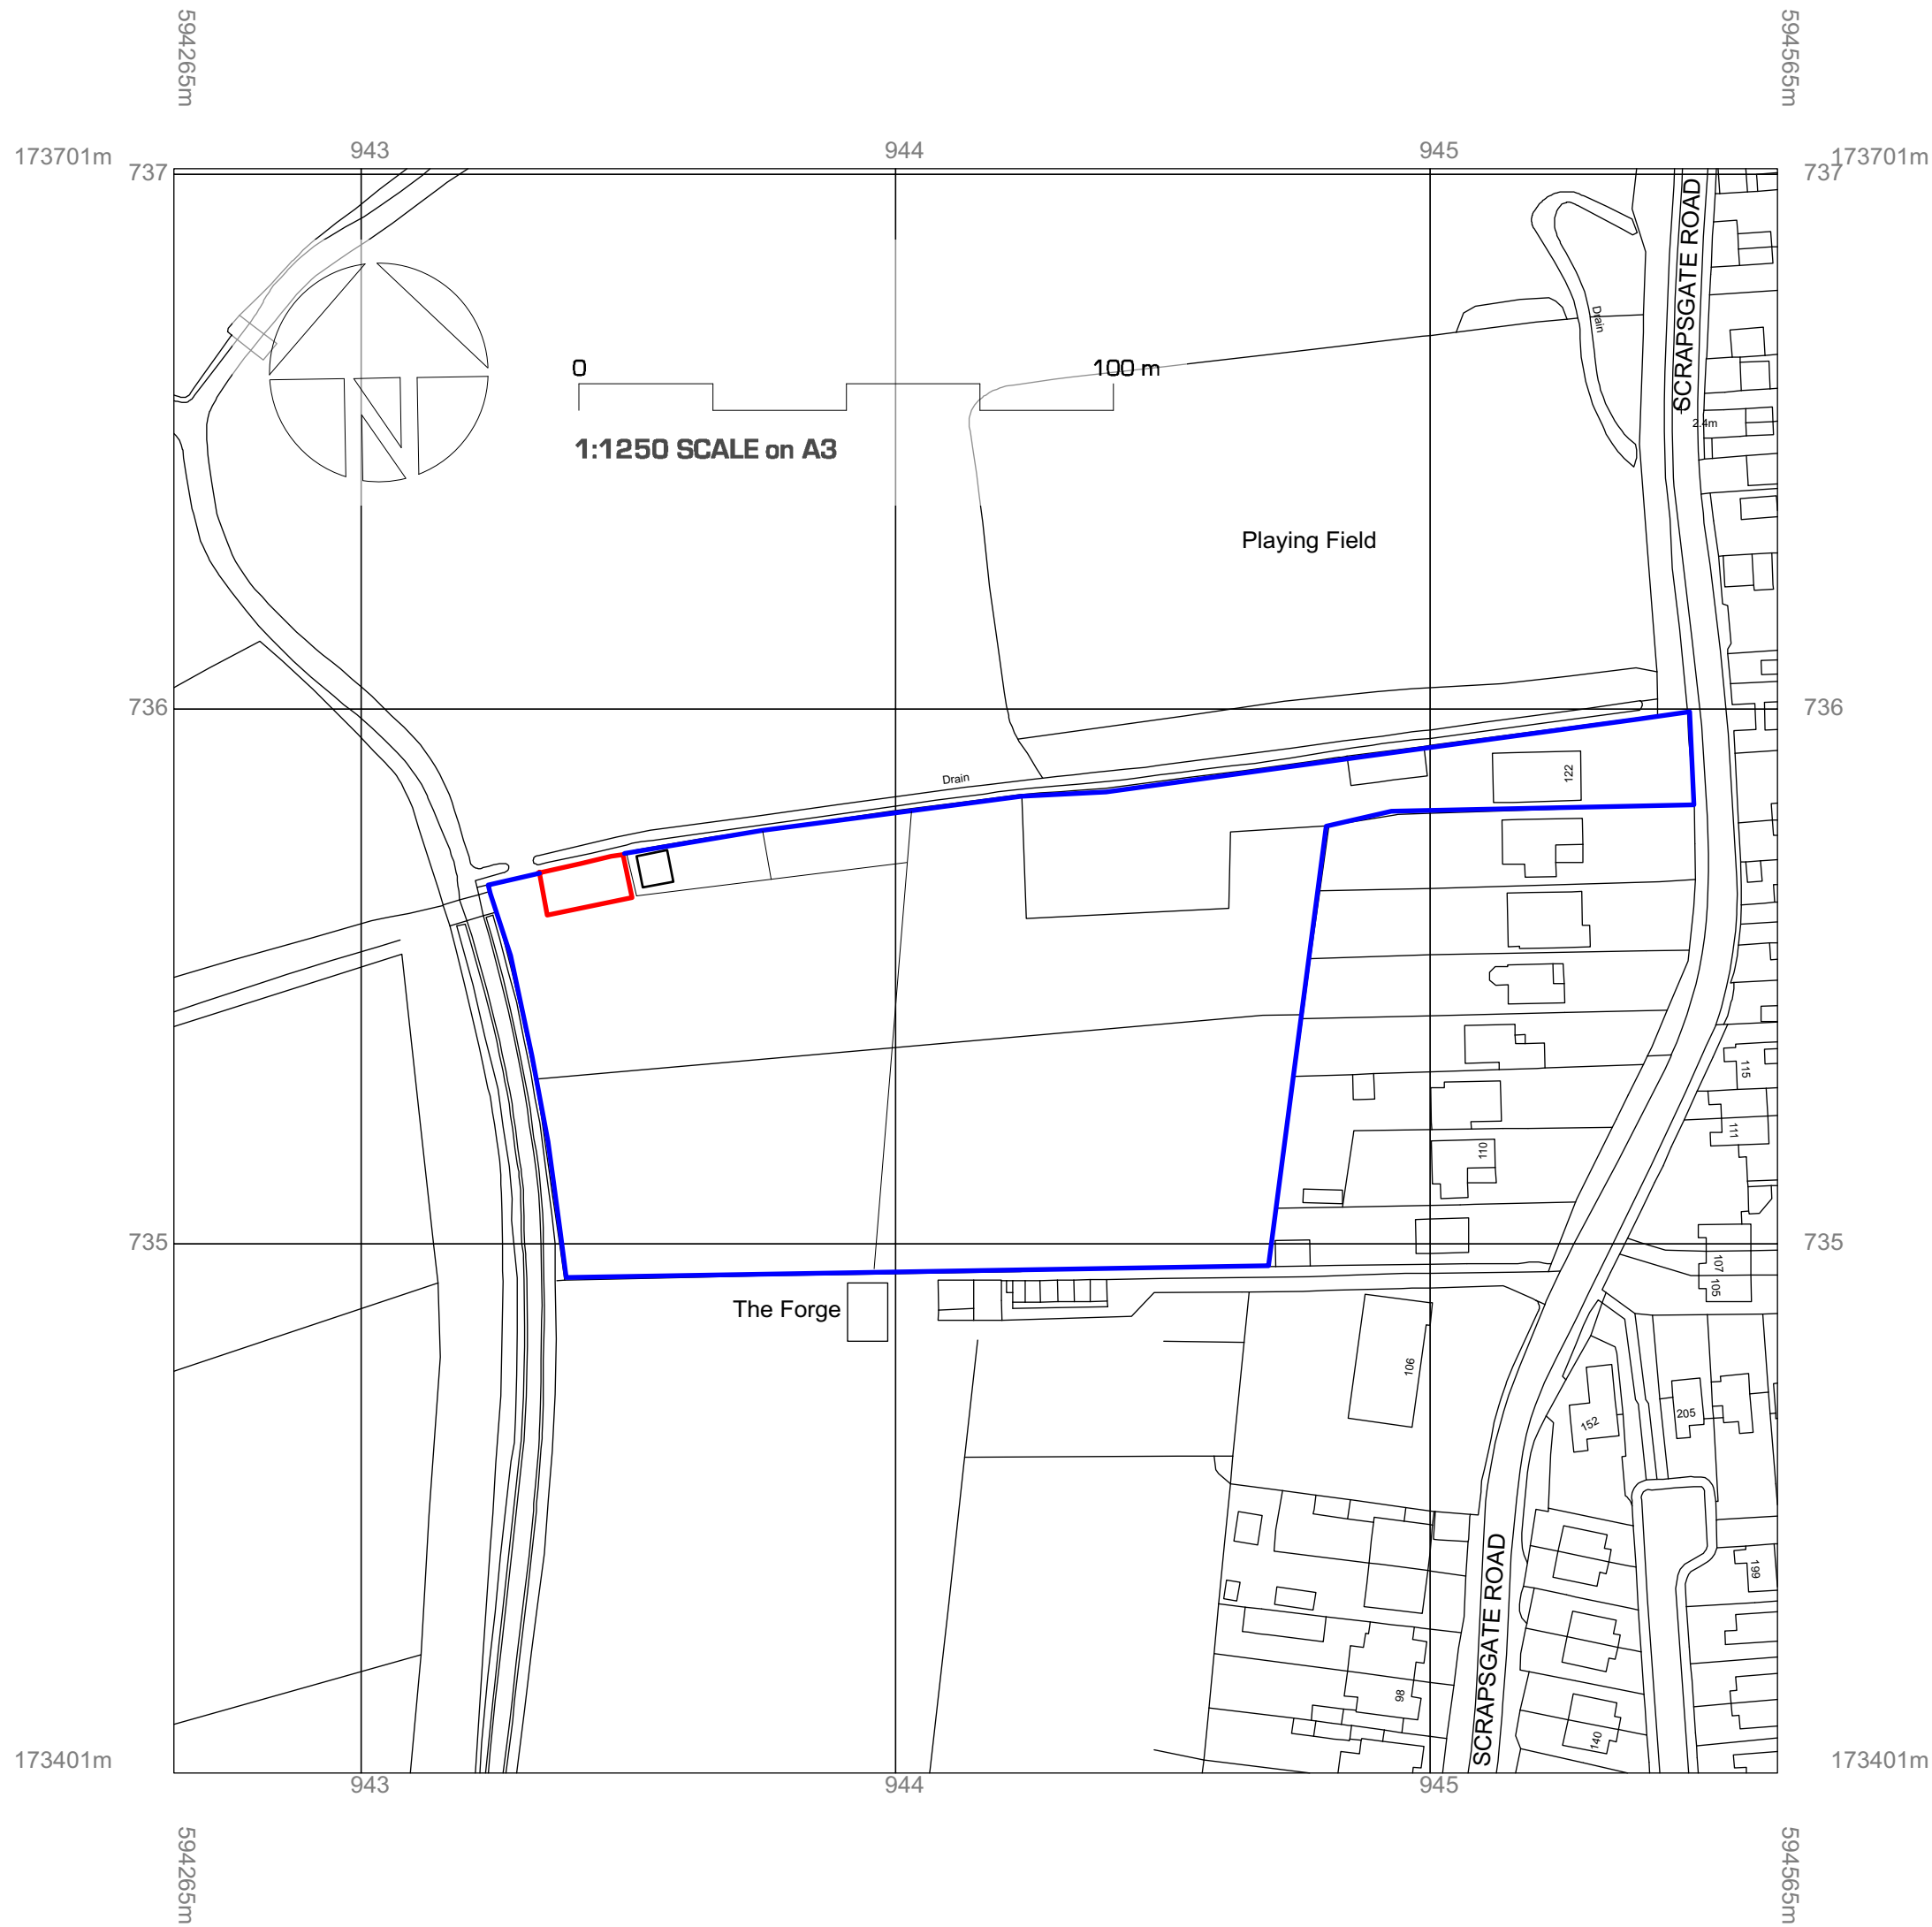 594265m
594565m
173701m
943
944
945
173701m
737
737
SCRAPSGATE ROAD
0
100 m
Drain
2.4m
1:1250 SCALE on A3
N
Playing Field
736
736
Drain
122
115
111
110
735
735
107
105
The Forge
106
152
205
SCRAPSGATE ROAD
199
98
140
173401m
173401m
943
944
945
594265m
594565m